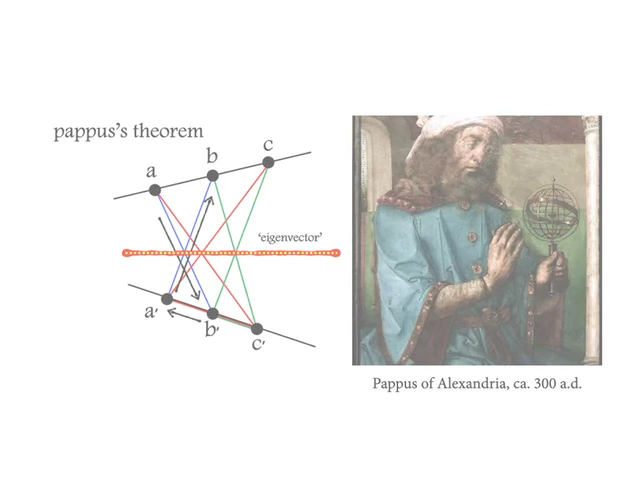 pappus's theorem
c
b
a
'eigenvector'
a'
b'
c'
Pappus of Alexandria, ca. 300 a.d.